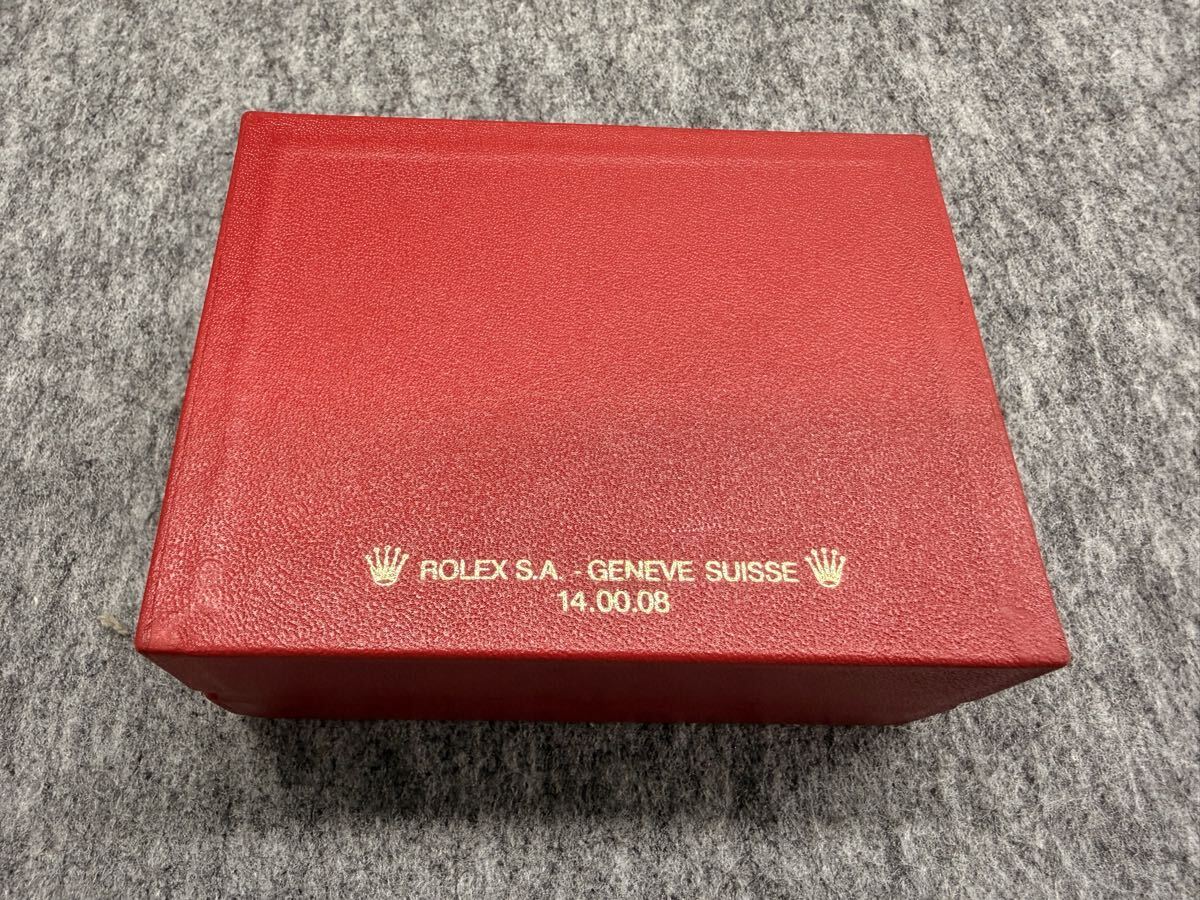 ROLEX S.A. - GENEVE SUISSE
14.00.08